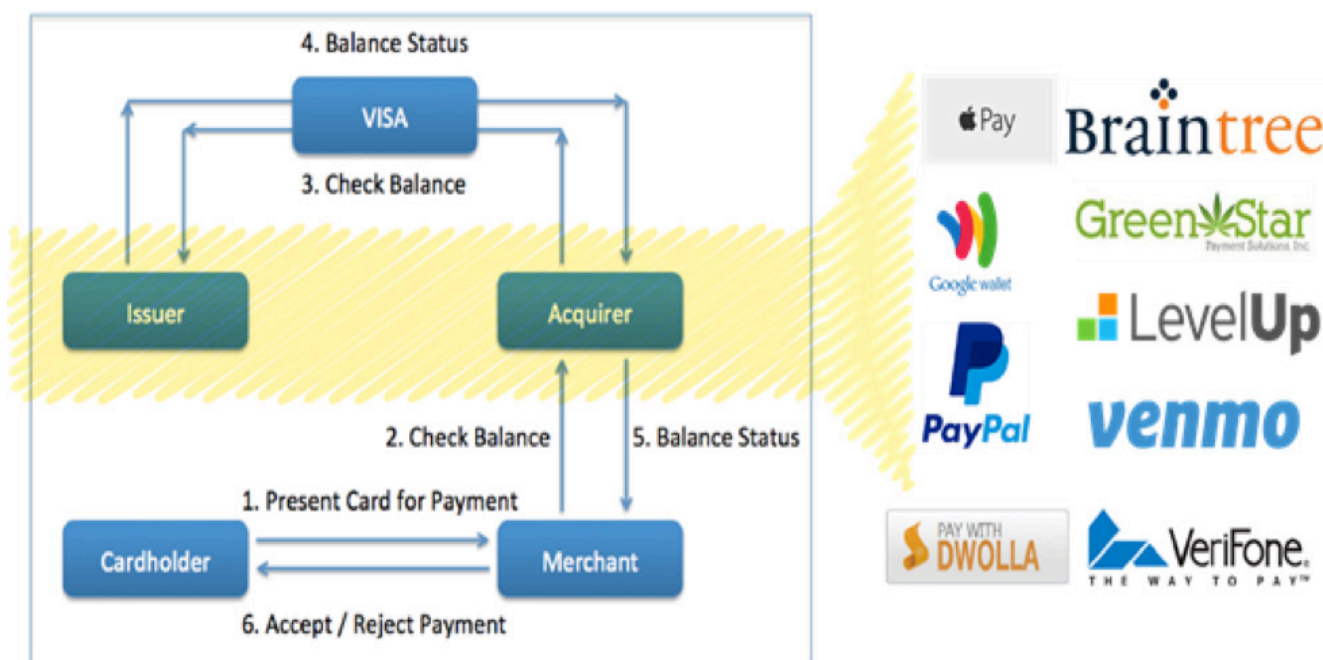 4. Balance Status
VISA
3. Check Balance
Issuer
Acquirer
2. Check Balance
5. Balance Status
1. Present Card for Payment
Cardholder
Merchant
6. Accept / Reject Payment
Pay
Braintree
Google wallet
GreenStar
Payment Solutions, Inc.
LevelUp
PayPal
venmo
PAY WITH
DWOLLA
VeriFone.
THE WAY TO PAY™